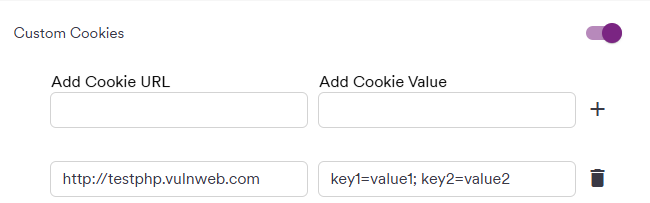 Custom Cookies
Add Cookie URL Add Cookie Value
http://testphp.vulnweb.com key1=value1; key2=value2